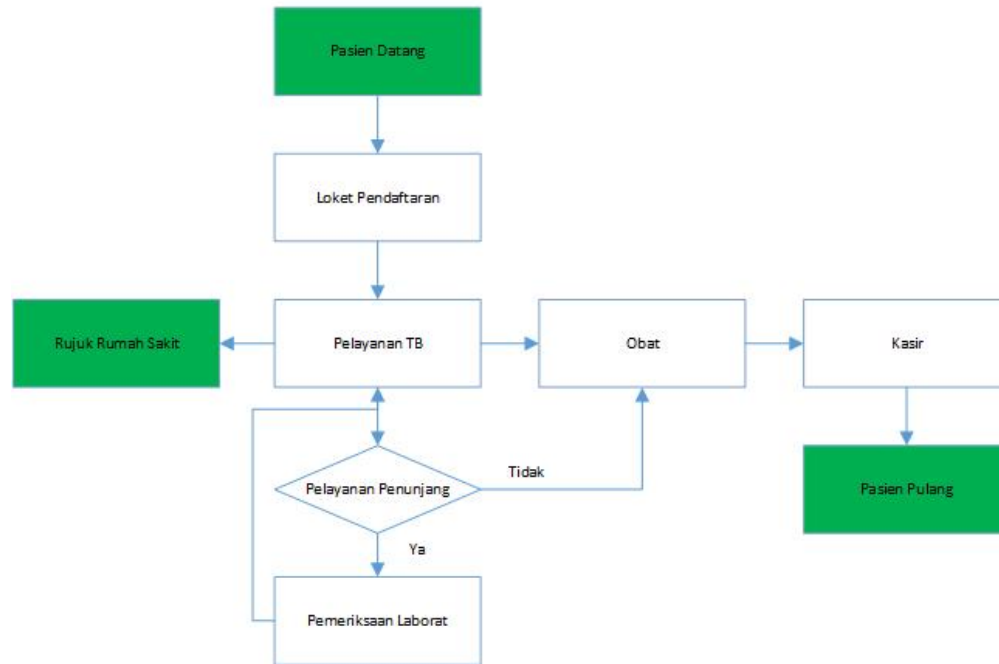 Pasien Datang
Loket Pendaftaran
Rujuk Rumah Sakit
Pelayanan TB
Obat
Kasir
Pelayanan Penunjang
Tidak
Pasien Pulang
Ya
Pemeriksaan Laborat